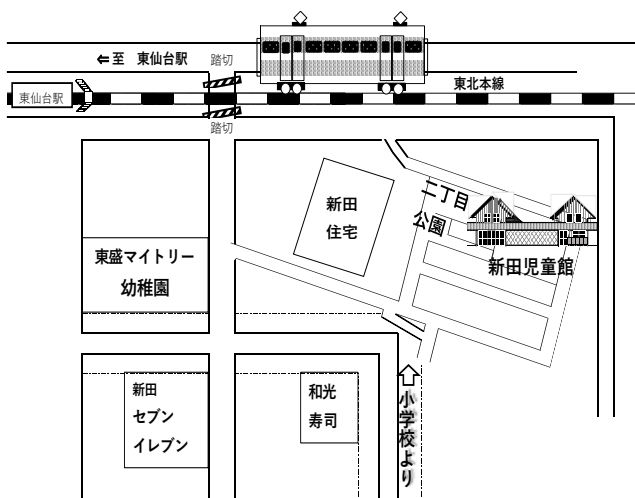 ⇐至 東仙台駅
踏切
東北本線
東仙台駅
踏切
新田
住宅
二丁目
公園
新田児童館
東盛マイトリー
幼稚園
新田
セブン
イレブン
和光
寿司
小学校より